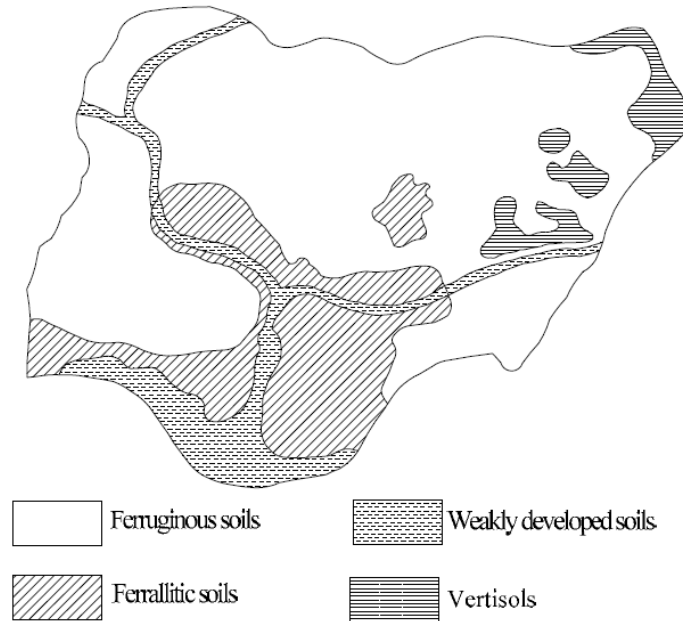 Ferruginous soils
Weakly developed soils
Ferrallitic soils
Vertisols